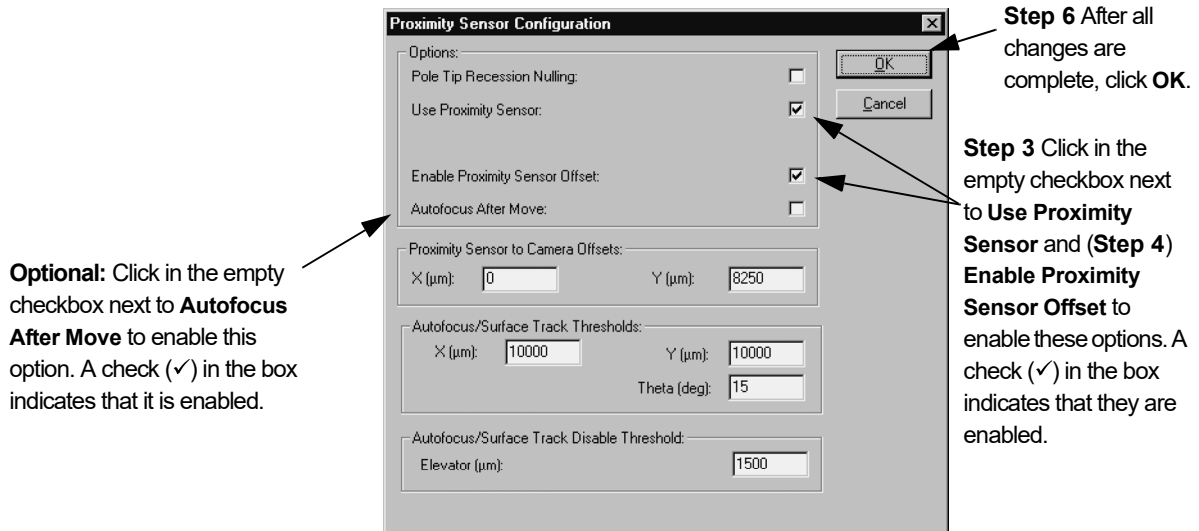 Proximity Sensor Configuration
Options:
Pole Tip Recession Nulling:
Use Proximity Sensor:
Enable Proximity Sensor Offset:
Autofocus After Move:
Proximity Sensor to Camera Offsets:
X (µm): 0 Y (µm): 8250
Autofocus/Surface Track Thresholds:
X (µm): 10000 Y (µm): 10000
Theta (deg): 15
Autofocus/Surface Track Disable Threshold:
Elevator (µm): 1500
OK
Cancel
Step 6 After all
changes are
complete, click OK.
Step 3 Click in the
empty checkbox next
to Use Proximity
Sensor and (Step 4)
Enable Proximity
Sensor Offset to
enable these options. A
check (✓) in the box
indicates that they are
enabled.
Optional: Click in the empty
checkbox next to Autofocus
After Move to enable this
option. A check (✓) in the box
indicates that it is enabled.